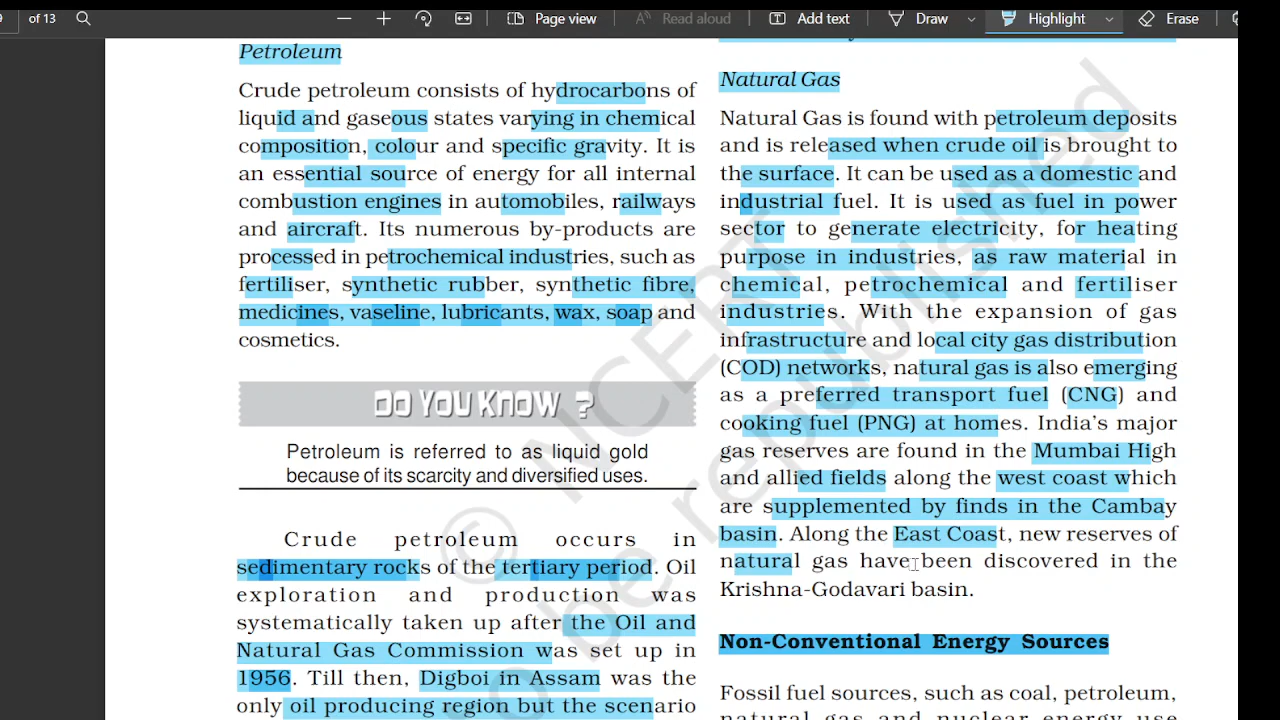 of 13
Page view
Read aloud
Add text
Draw
Highlight
Erase
Petroleum
Crude petroleum consists of hydrocarbons of
liquid and gaseous states varying in chemical
composition, colour and specific gravity. It is
an essential source of energy for all internal
combustion engines in automobiles, railways
and aircraft. Its numerous by-products are
processed in petrochemical industries, such as
fertiliser, synthetic rubber, synthetic fibre,
medicines, vaseline, lubricants, wax, soap and
cosmetics.
DO YOU KNOW ?
Petroleum is referred to as liquid gold
because of its scarcity and diversified uses.
Crude petroleum occurs in
sedimentary rocks of the tertiary period. Oil
exploration and production was
systematically taken up after the Oil and
Natural Gas Commission was set up in
1956. Till then, Digboi in Assam was the
only oil producing region but the scenario
Natural Gas
Natural Gas is found with petroleum deposits
and is released when crude oil is brought to
the surface. It can be used as a domestic and
industrial fuel. It is used as fuel in power
sector to generate electricity, for heating
purpose in industries, as raw material in
chemical, petrochemical and fertiliser
industries. With the expansion of gas
infrastructure and local city gas distribution
(COD) networks, natural gas is also emerging
as a preferred transport fuel (CNG) and
cooking fuel (PNG) at homes. India's major
gas reserves are found in the Mumbai High
and allied fields along the west coast which
are supplemented by finds in the Cambay
basin. Along the East Coast, new reserves of
natural gas have been discovered in the
Krishna-Godavari basin.
Non-Conventional Energy Sources
Fossil fuel sources, such as coal, petroleum,
natural gas and nuclear energy use
© NCERT
to be republished